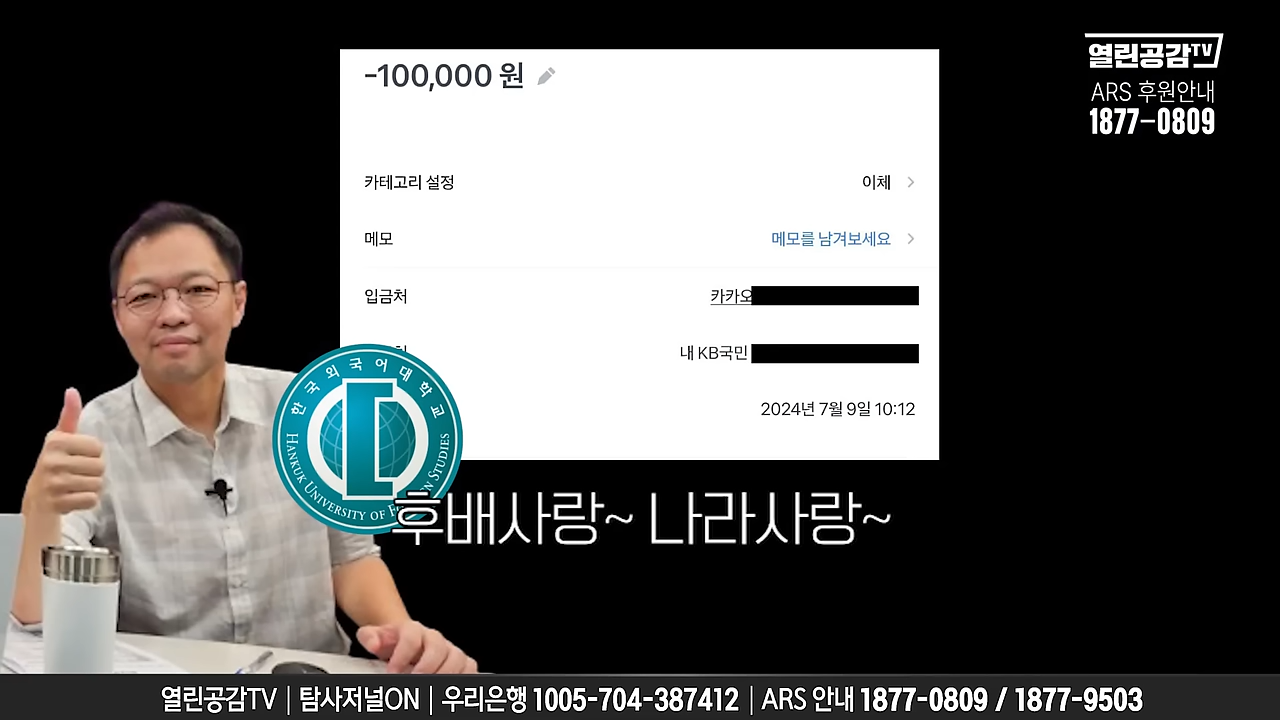 열린공감TV
ARS 후원안내
1877-0809
-100,000 원
카테고리 설정 이체
메모 메모를 남겨보세요
입금처 카카오
내 KB국민
2024년 7월 9일 10:12
한국외국어대학교
HANKUK UNIVERSITY OF STUDIES
후배사랑~ 나라사랑~
열린공감TV | 탐사저널ON | 우리은행 1005-704-387412 | ARS 안내 1877-0809 / 1877-9503